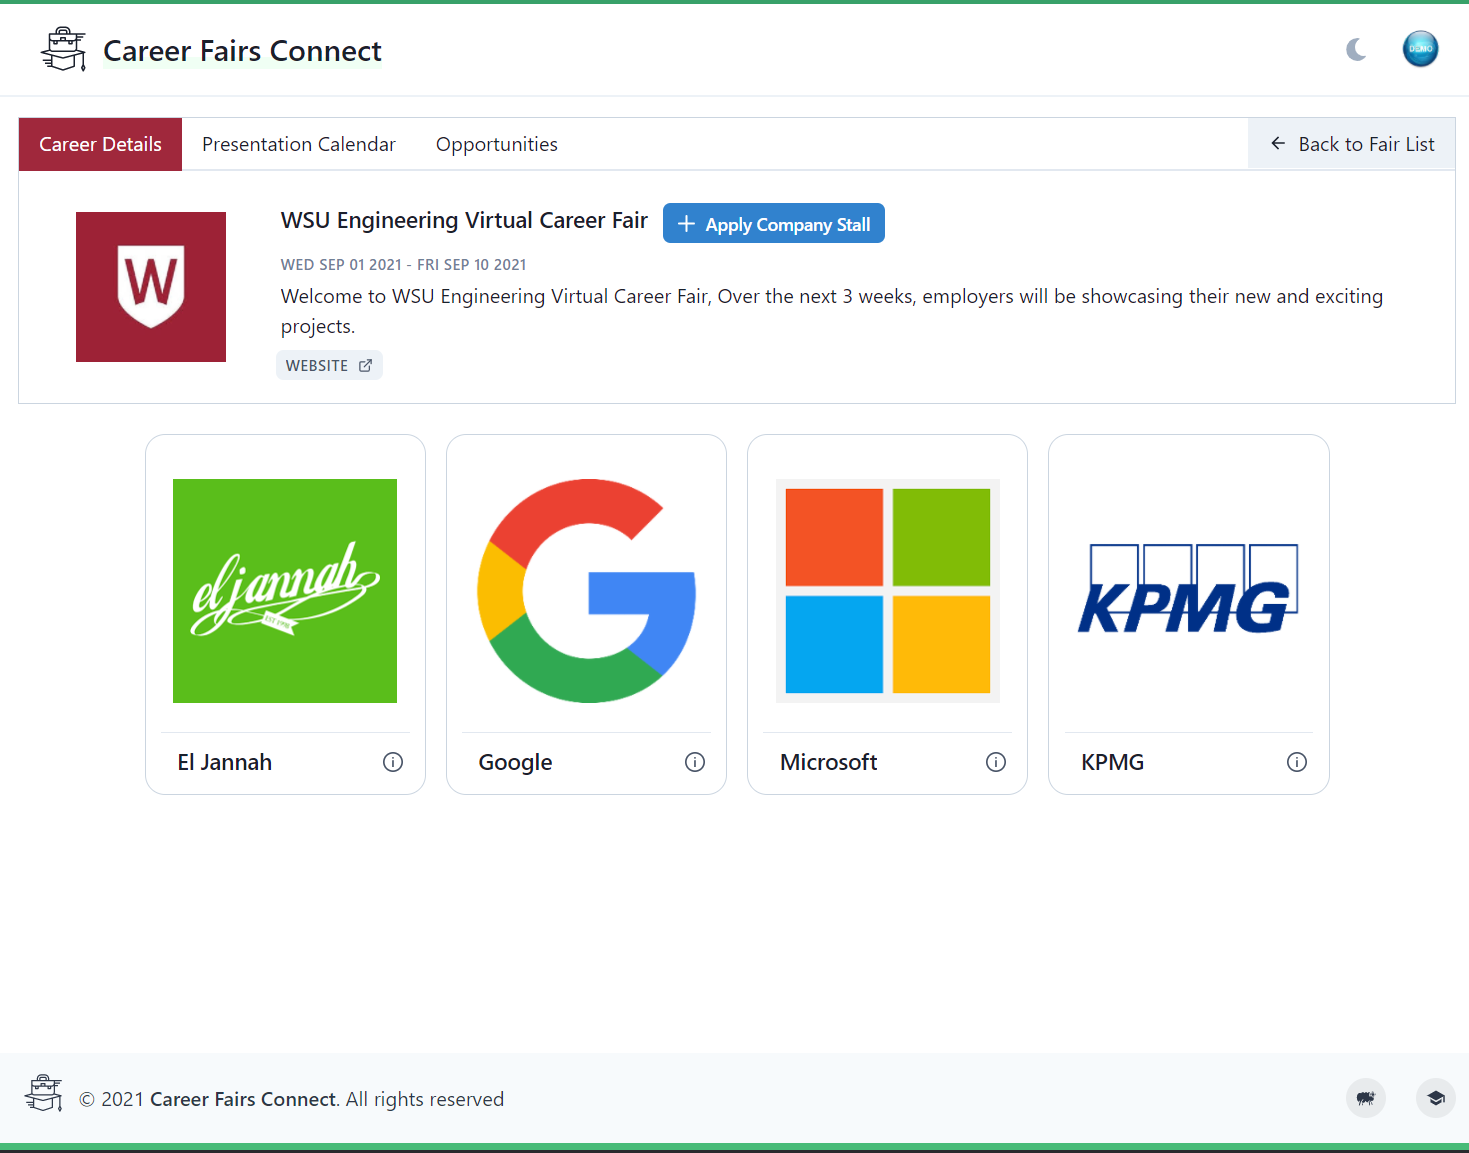 Career Fairs Connect
DEMO
Career Details
Presentation Calendar
Opportunities
Back to Fair List
W
WSU Engineering Virtual Career Fair
Apply Company Stall
WED SEP 01 2021 - FRI SEP 10 2021
Welcome to WSU Engineering Virtual Career Fair, Over the next 3 weeks, employers will be showcasing their new and exciting
projects.
WEBSITE
eljannah
G
KPMG
El Jannah
Google
Microsoft
KPMG
© 2021 Career Fairs Connect. All rights reserved